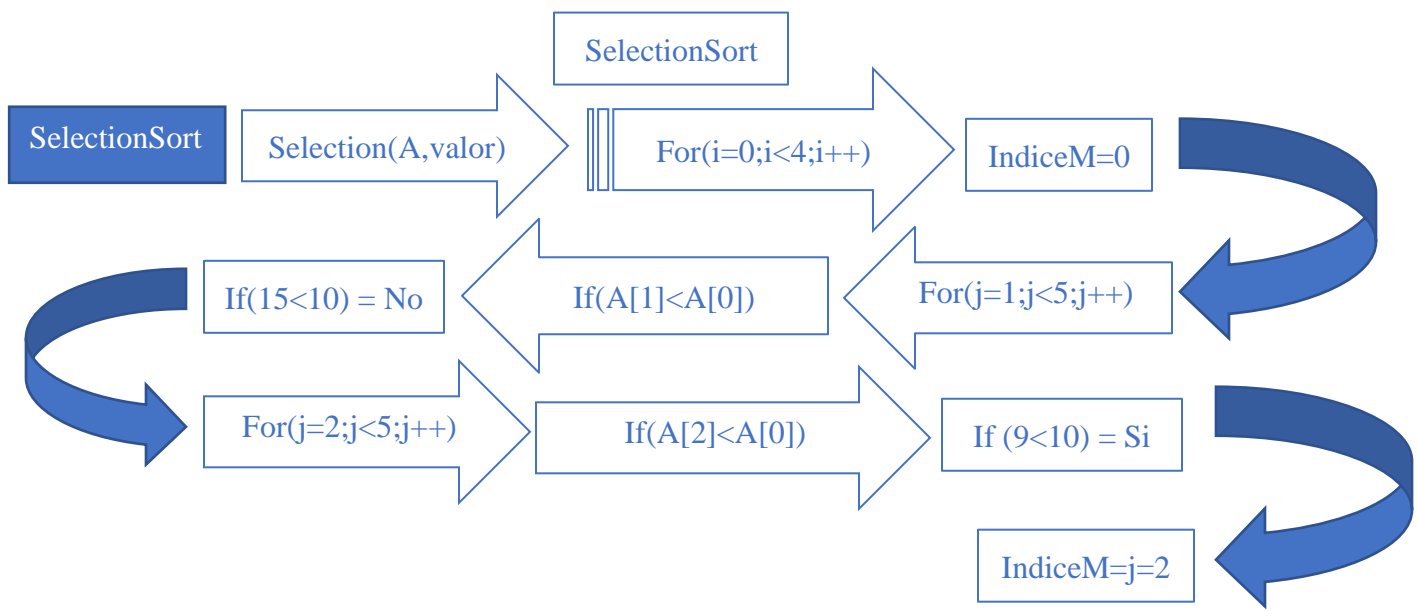 SelectionSort
SelectionSort
Selection(A,valor)
For(i=0;i<4;i++)
IndiceM=0
For(j=1;j<5;j++)
If(A[1]<A[0])
If(15<10) = No
For(j=2;j<5;j++)
If(A[2]<A[0])
If (9<10) = Si
IndiceM=j=2